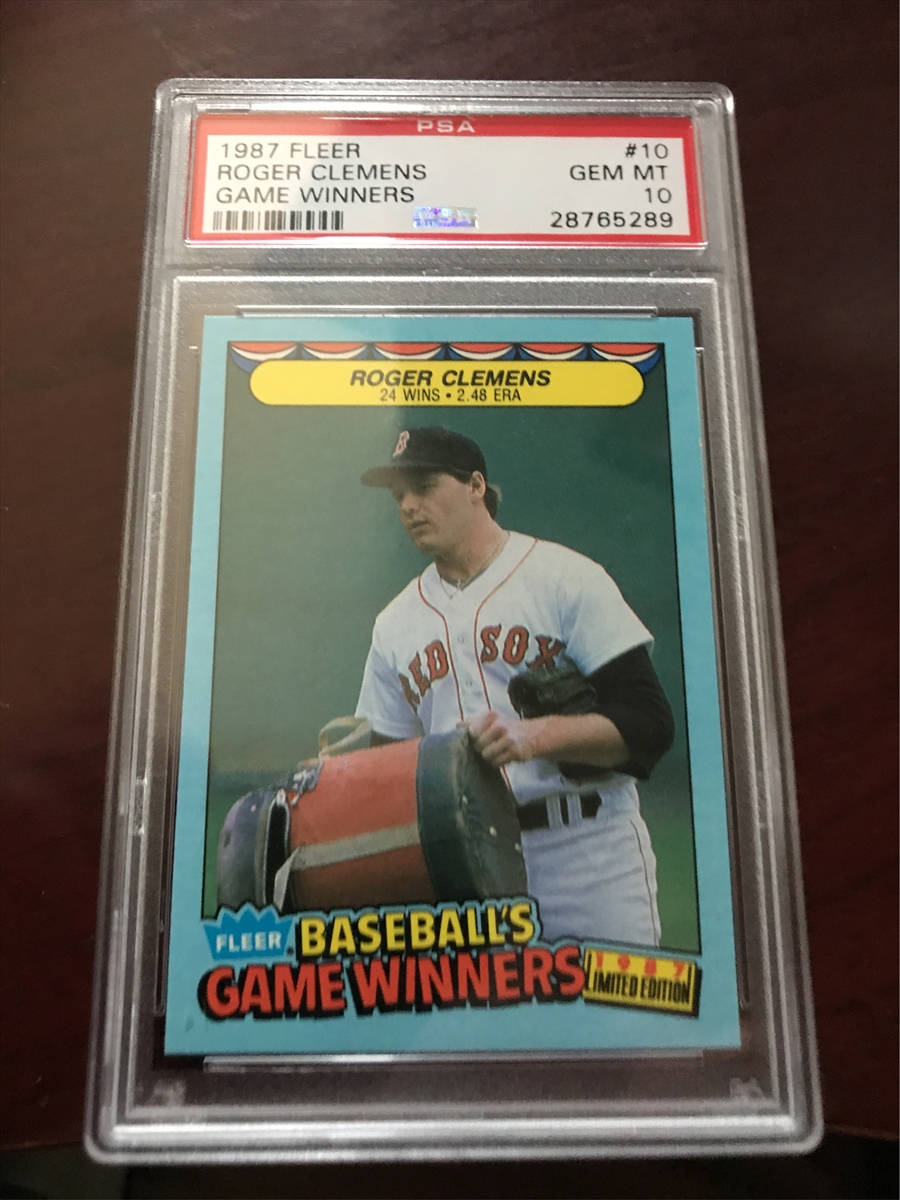 PSA
1987 FLEER #10
ROGER CLEMENS GEM MT
GAME WINNERS 10
28765289
ROGER CLEMENS
24 WINS • 2.48 ERA
B
RED SOX
FLEER BASEBALL'S
GAME WINNERS
1987
LIMITED EDITION